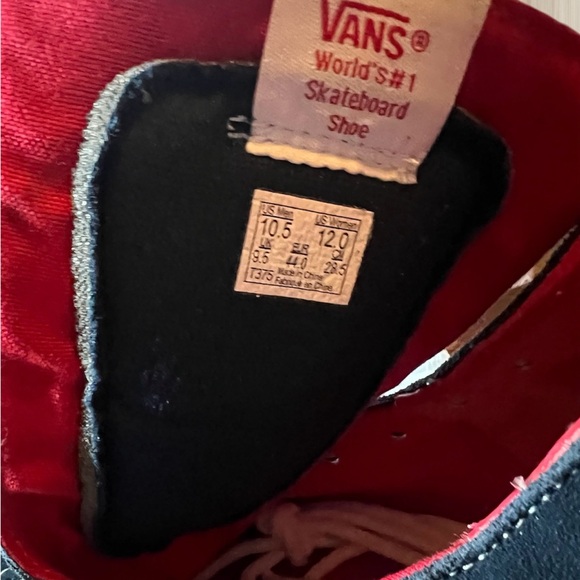 VANS®
World's#1
Skateboard
Shoe
US Men US Women
10.5 12.0
UK EUR CM
9.5 44.0 28.5
T375 Made in China
Fabriqué en Chine